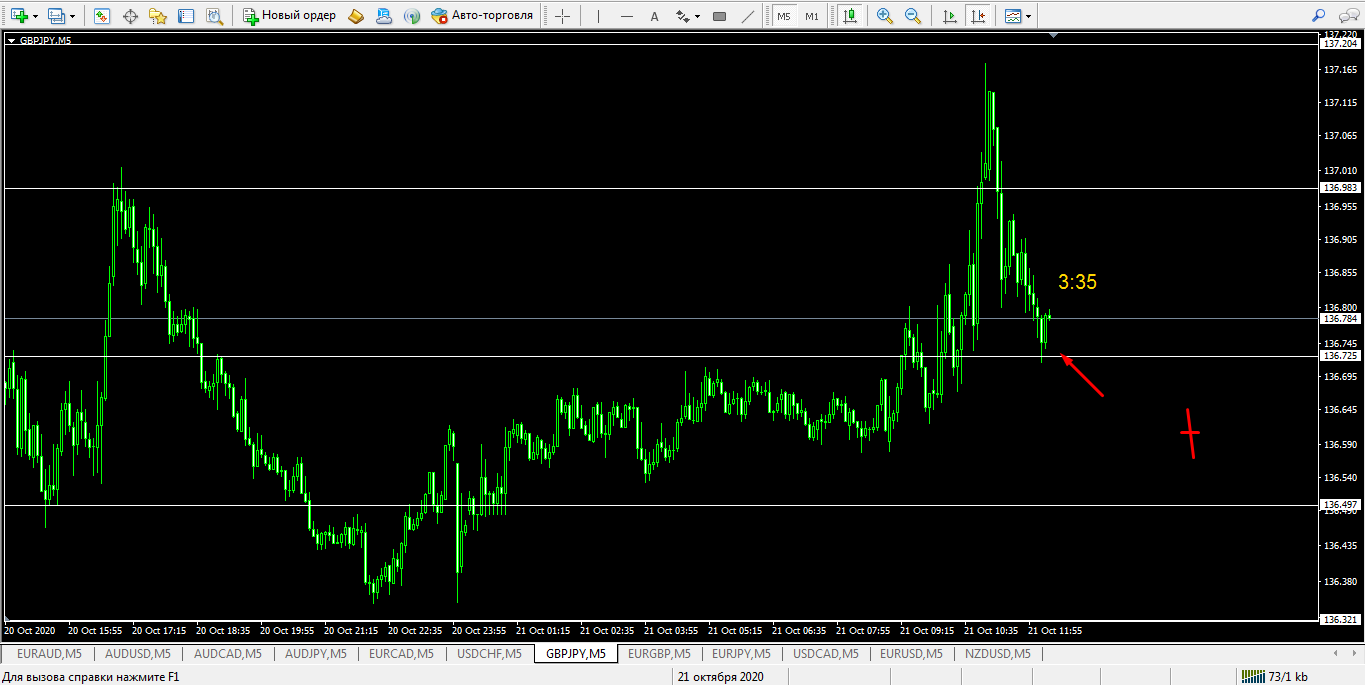 Новый ордер
Авто-торговля
A
M5
M1
GBPJPY,M5
137.220
137.204
137.165
137.115
137.065
137.010
136.983
136.955
136.905
136.855
136.800
136.784
136.745
136.725
136.695
136.645
136.590
136.540
136.497
136.435
136.380
136.321
3:35
20 Oct 2020
20 Oct 15:55
20 Oct 17:15
20 Oct 18:35
20 Oct 19:55
20 Oct 21:15
20 Oct 22:35
20 Oct 23:55
21 Oct 01:15
21 Oct 02:35
21 Oct 03:55
21 Oct 05:15
21 Oct 06:35
21 Oct 07:55
21 Oct 09:15
21 Oct 10:35
21 Oct 11:55
EURAUD,M5
AUDUSD,M5
AUDCAD,M5
AUDJPY,M5
EURCAD,M5
USDCHF,M5
GBPJPY,M5
EURGBP,M5
EURJPY,M5
USDCAD,M5
EURUSD,M5
NZDUSD,M5
Для вызова справки нажмите F1
21 октября 2020
73/1 kb